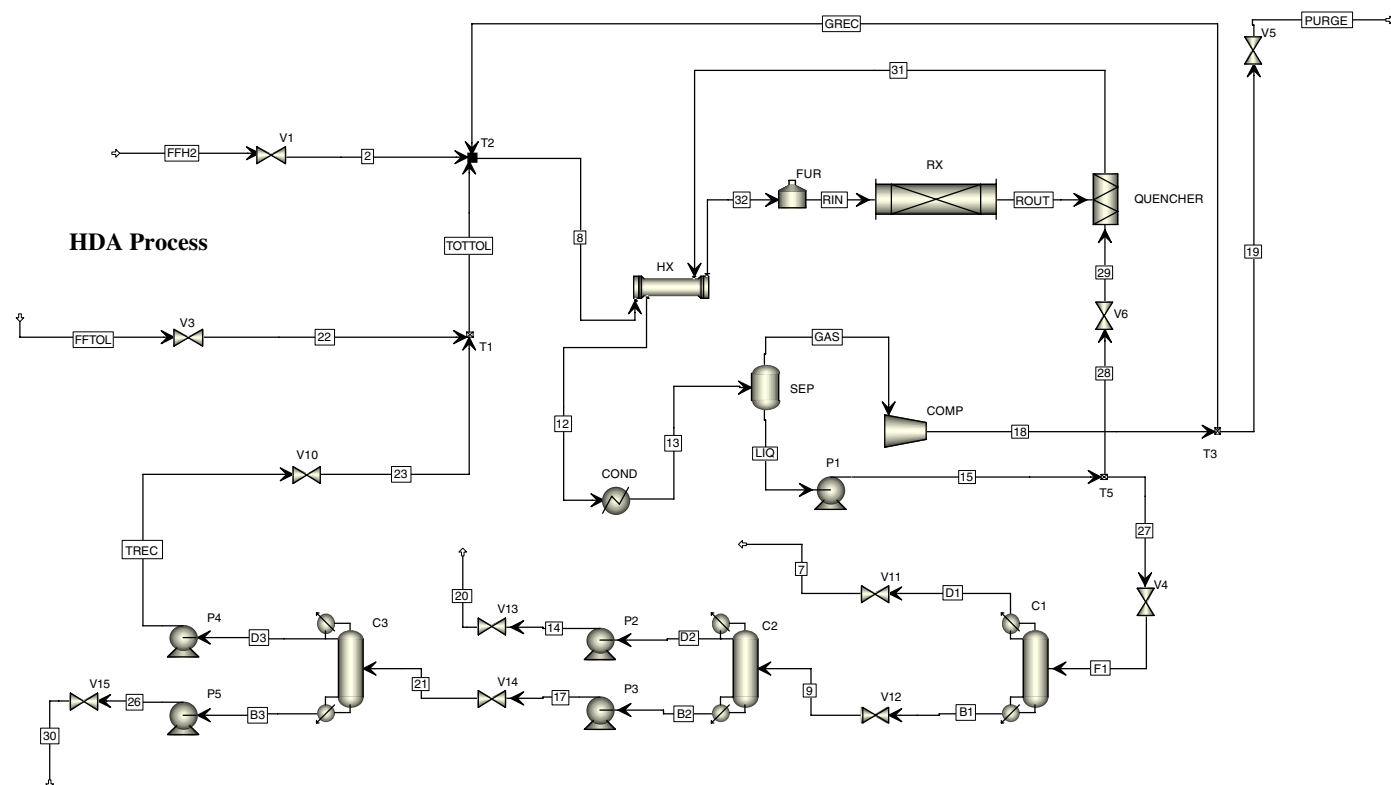 GREC
PURGE
V5
31
V1
FFH2
2
T2
FUR
RX
32
RIN
ROUT
QUENCHER
HDA Process
8
TOTTOL
19
29
HX
V6
V3
FFTOL
22
T1
GAS
28
SEP
COMP
12
13
18
T3
LIQ
V10
23
COND
P1
15
T5
27
TREC
7
V11
D1
V4
20
V13
C1
P4
C3
14
P2
C2
D3
D2
F1
21
V14
9
V12
V15
26
P5
17
P3
B1
B3
B2
30